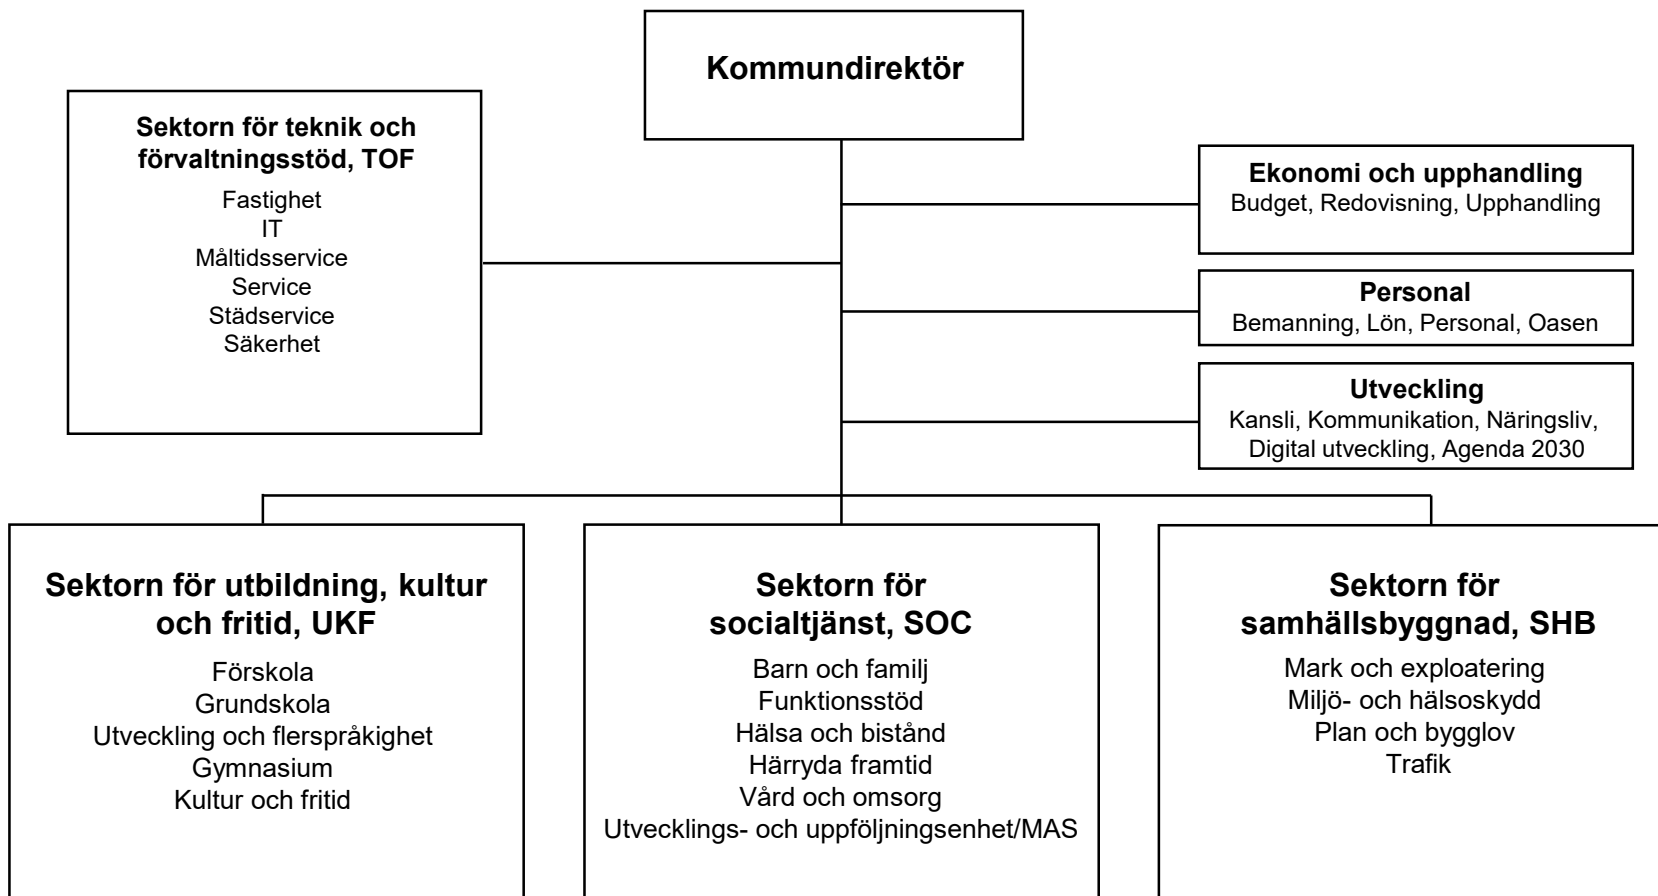 Kommundirektör
Sektorn för teknik och
förvaltningsstöd, TOF
Fastighet
IT
Måltidsservice
Service
Städservice
Säkerhet
Ekonomi och upphandling
Budget, Redovisning, Upphandling
Personal
Bemanning, Lön, Personal, Oasen
Utveckling
Kansli, Kommunikation, Näringsliv,
Digital utveckling, Agenda 2030
Sektorn för utbildning, kultur
och fritid, UKF
Förskola
Grundskola
Utveckling och flerspråkighet
Gymnasium
Kultur och fritid
Sektorn för
socialtjänst, SOC
Barn och familj
Funktionsstöd
Hälsa och bistånd
Härryda framtid
Vård och omsorg
Utvecklings- och uppföljningsenhet/MAS
Sektorn för
samhällsbyggnad, SHB
Mark och exploatering
Miljö- och hälsoskydd
Plan och bygglov
Trafik